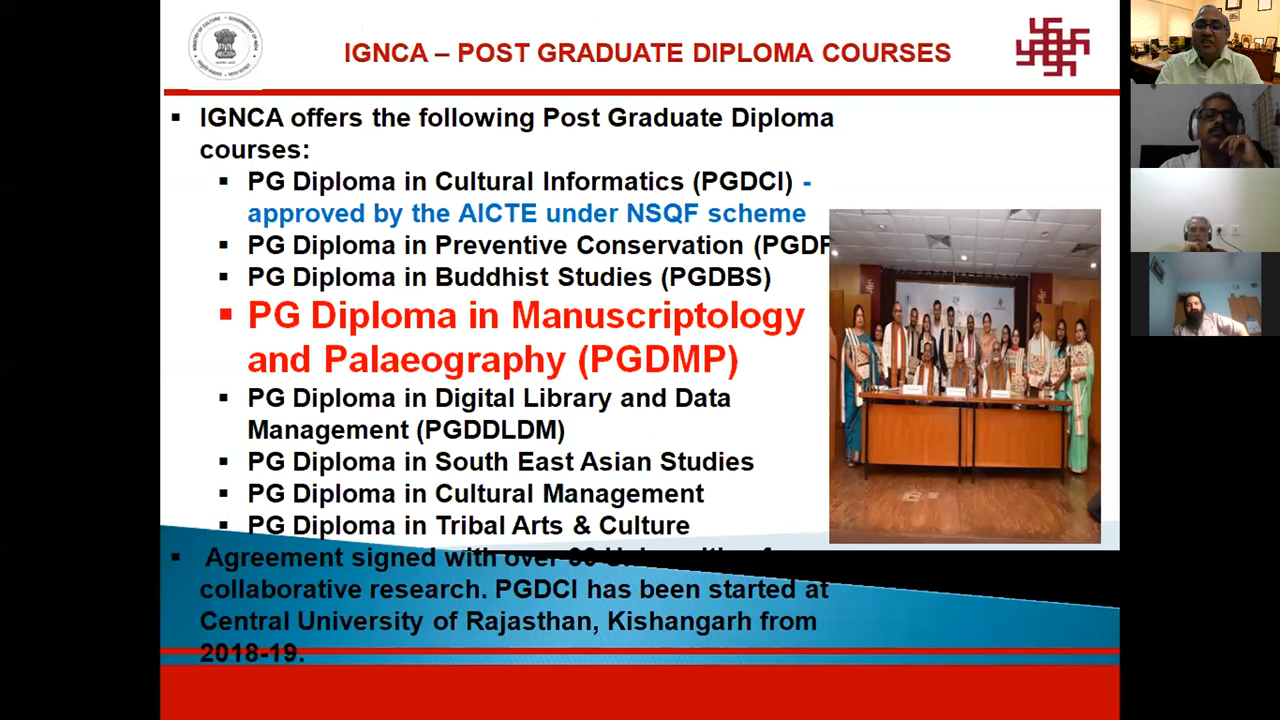 IGNCA – POST GRADUATE DIPLOMA COURSES
IGNCA offers the following Post Graduate Diploma
courses:
PG Diploma in Cultural Informatics (PGDCI) -
approved by the AICTE under NSQF scheme
PG Diploma in Preventive Conservation
PG Diploma in Buddhist Studies (PGDBS)
PG Diploma in Manuscriptology
and Palaeography (PGDMP)
PG Diploma in Digital Library and Data
Management (PGDDLDM)
PG Diploma in South East Asian Studies
PG Diploma in Cultural Management
PG Diploma in Tribal Arts & Culture
Agreement signed with over
collaborative research. PGDCI has been started at
Central University of Rajasthan, Kishangarh from
2018-19.